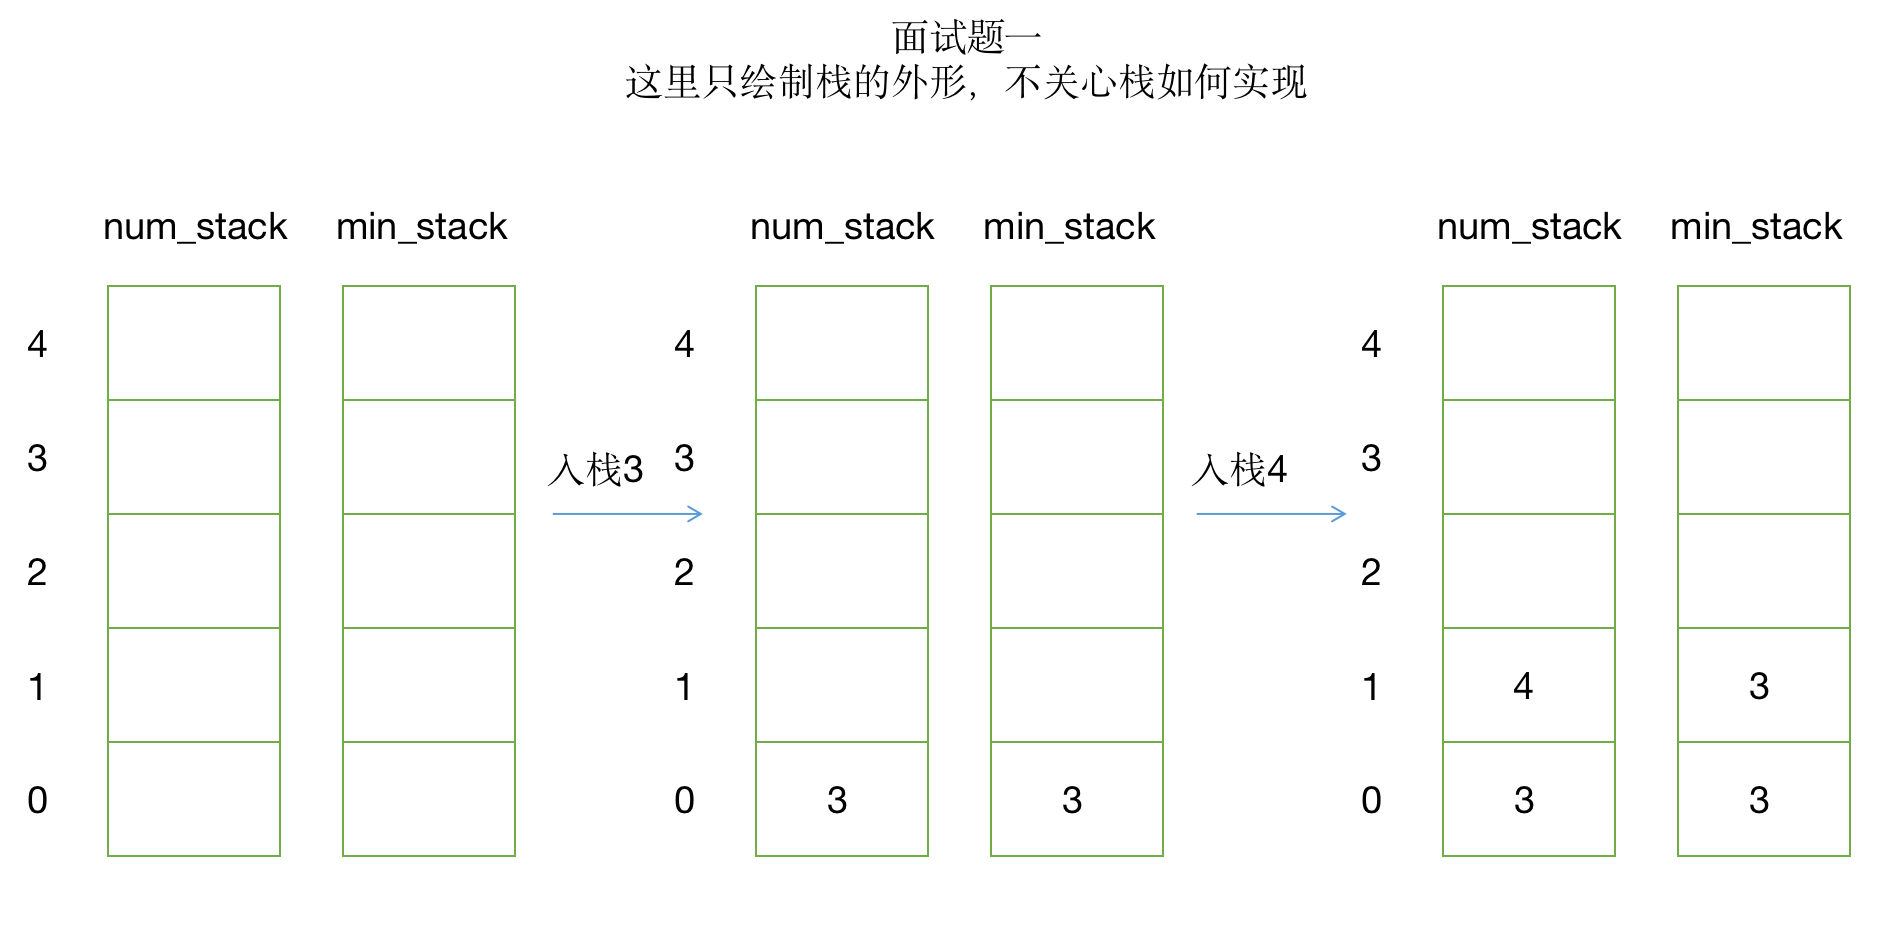 面试题一
这里只绘制栈的外形，不关心栈如何实现
num_stack min_stack num_stack min_stack num_stack min_stack
4 4 4
3 入栈3 3 入栈4 3
2 2 2
1 1 1 4 3
0 0 3 3 0 3 3